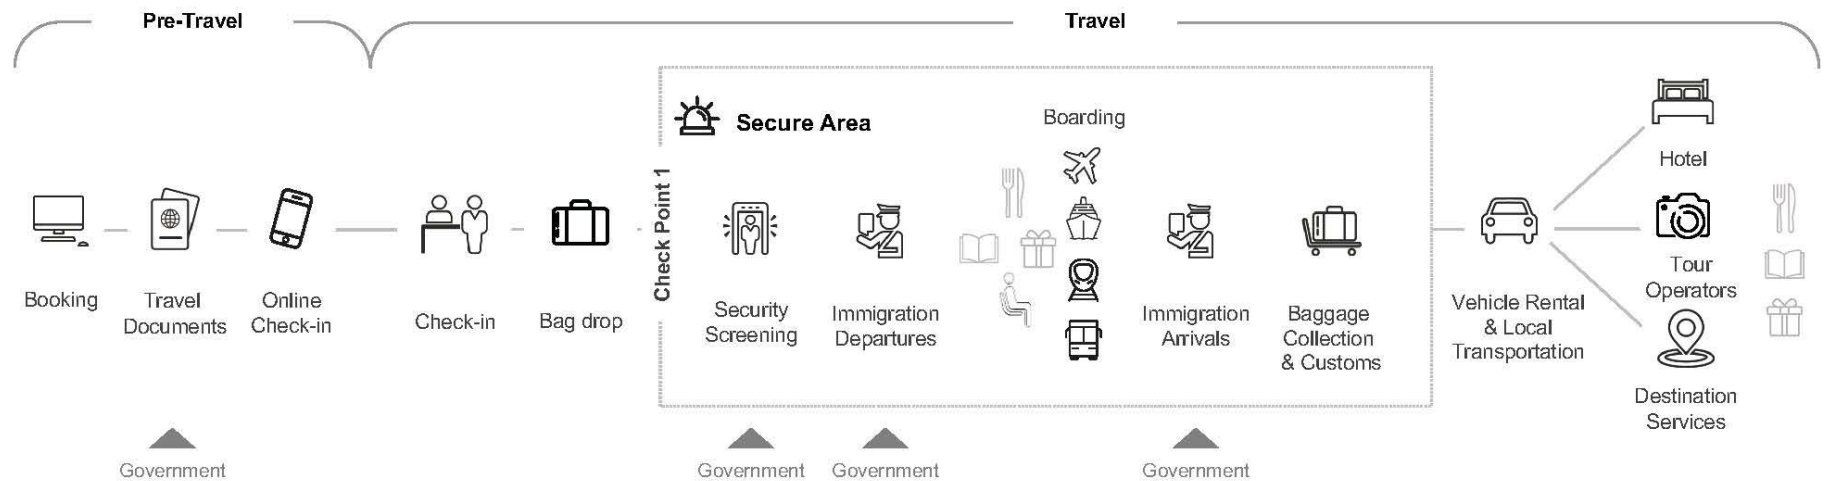 Pre-Travel
Travel
Secure Area
Boarding
Check Point 1
Booking
Travel
Documents
Online
Check-in
Check-in
Bag drop
Security
Screening
Immigration
Departures
Immigration
Arrivals
Baggage
Collection
& Customs
Vehicle Rental
& Local
Transportation
Hotel
Tour
Operators
Destination
Services
Government
Government
Government
Government